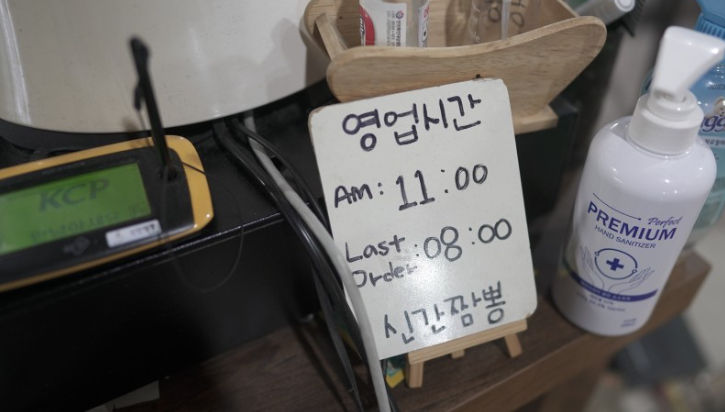 영업시간
AM: 11:00
Last Order: 08:00
신간짬뽕
KCP
Perfect
PREMIUM
HAND SANITIZER